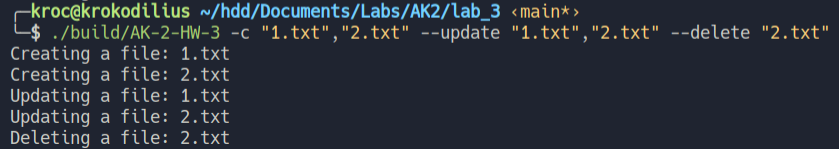 ┌─kroc@krokodilius ~/hdd/Documents/Labs/AK2/lab_3 ‹main*›
└─$ ./build/AK-2-HW-3 -c "1.txt","2.txt" --update "1.txt","2.txt" --delete "2.txt"
Creating a file: 1.txt
Creating a file: 2.txt
Updating a file: 1.txt
Updating a file: 2.txt
Deleting a file: 2.txt